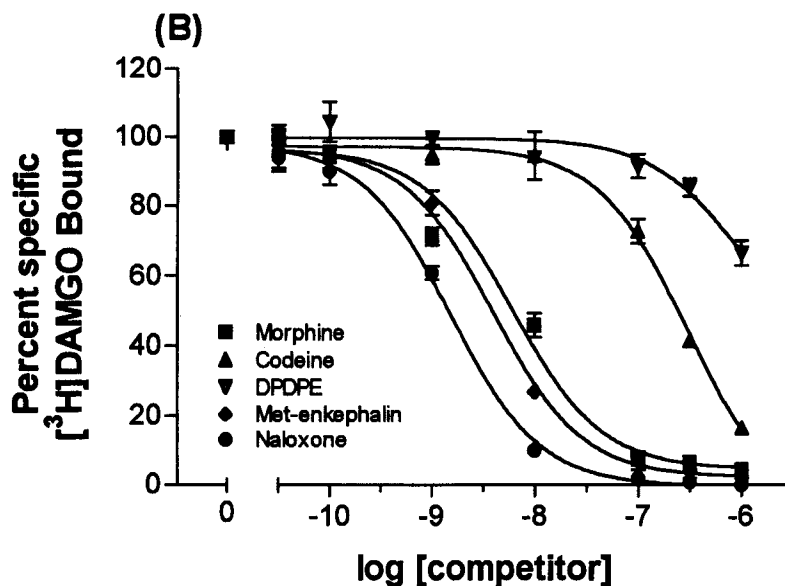 (B)
Percent specific
[³H]DAMGO Bound
120
100
80
60
40
20
0
Morphine
Codeine
DPDPE
Met-enkephalin
Naloxone
0 -10 -9 -8 -7 -6
log [competitor]